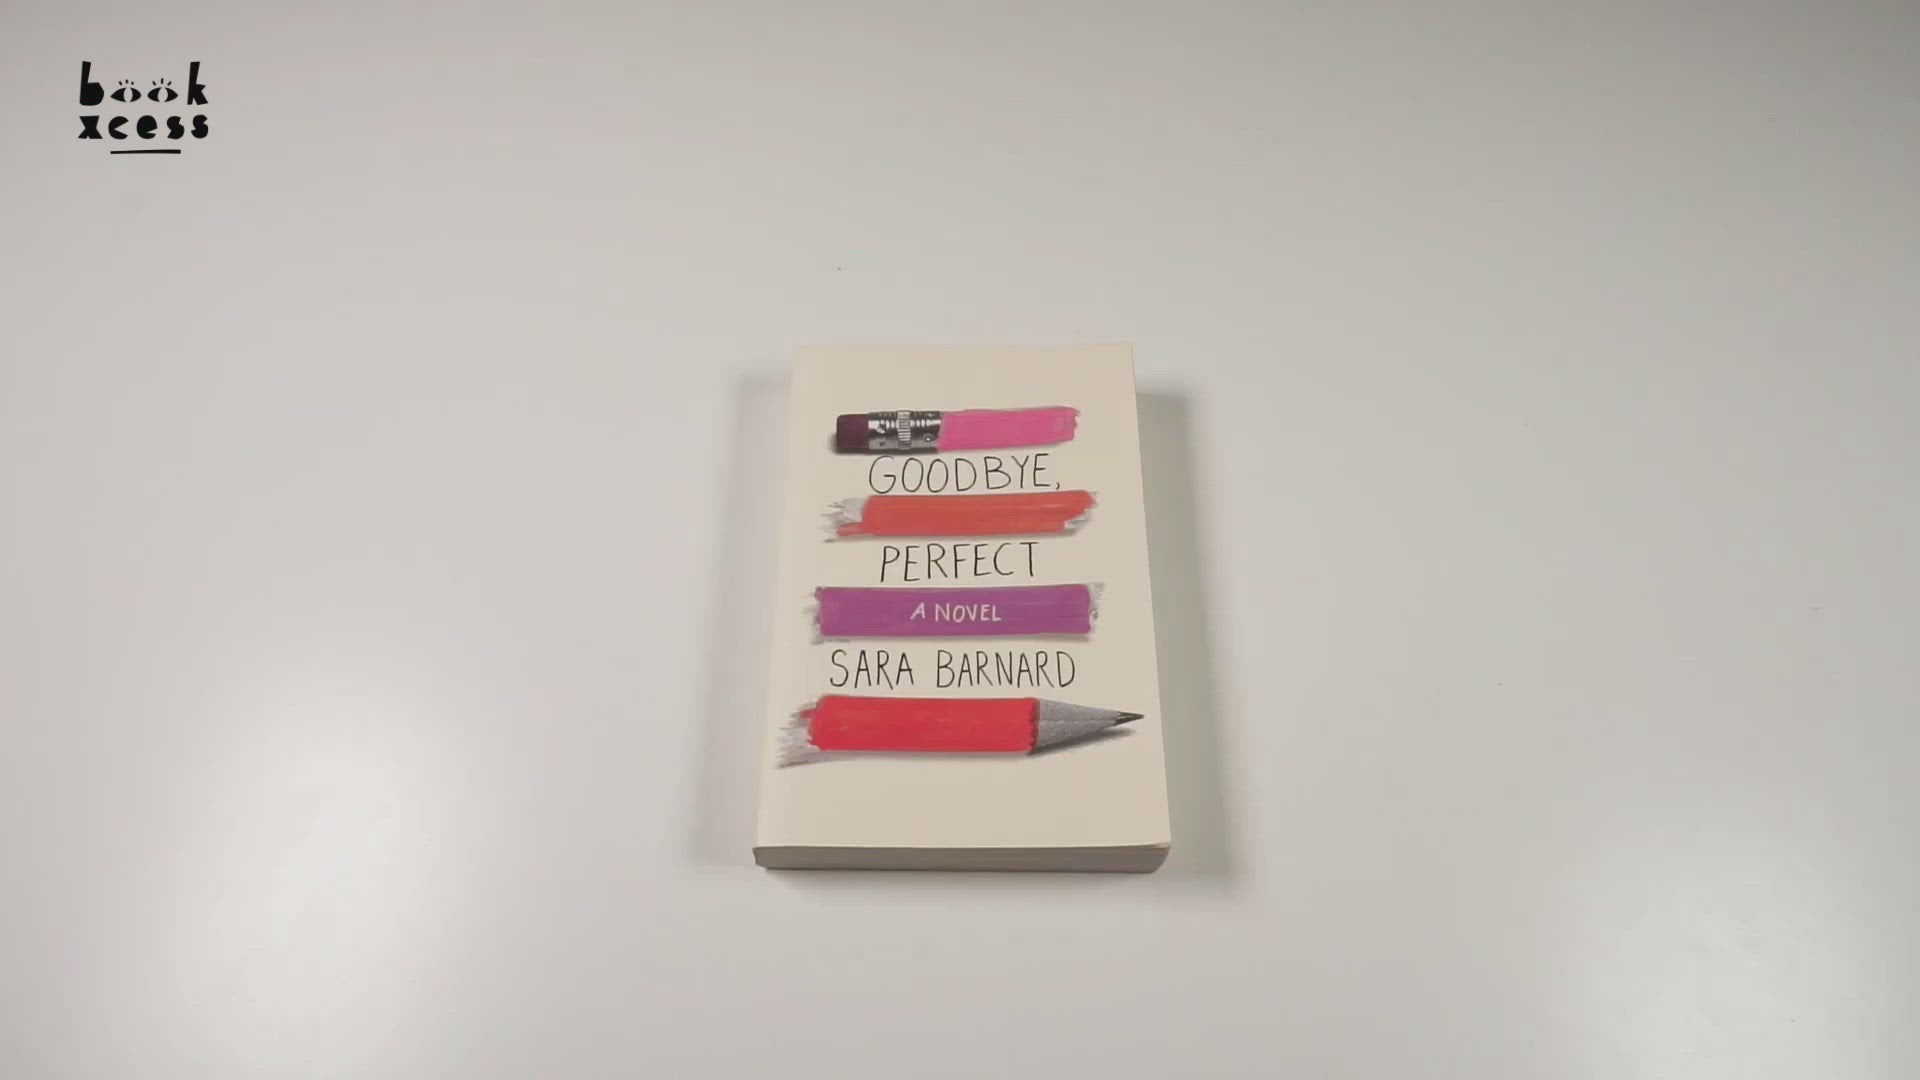 book
xcess
GOODBYE,
PERFECT
A NOVEL
SARA BARNARD